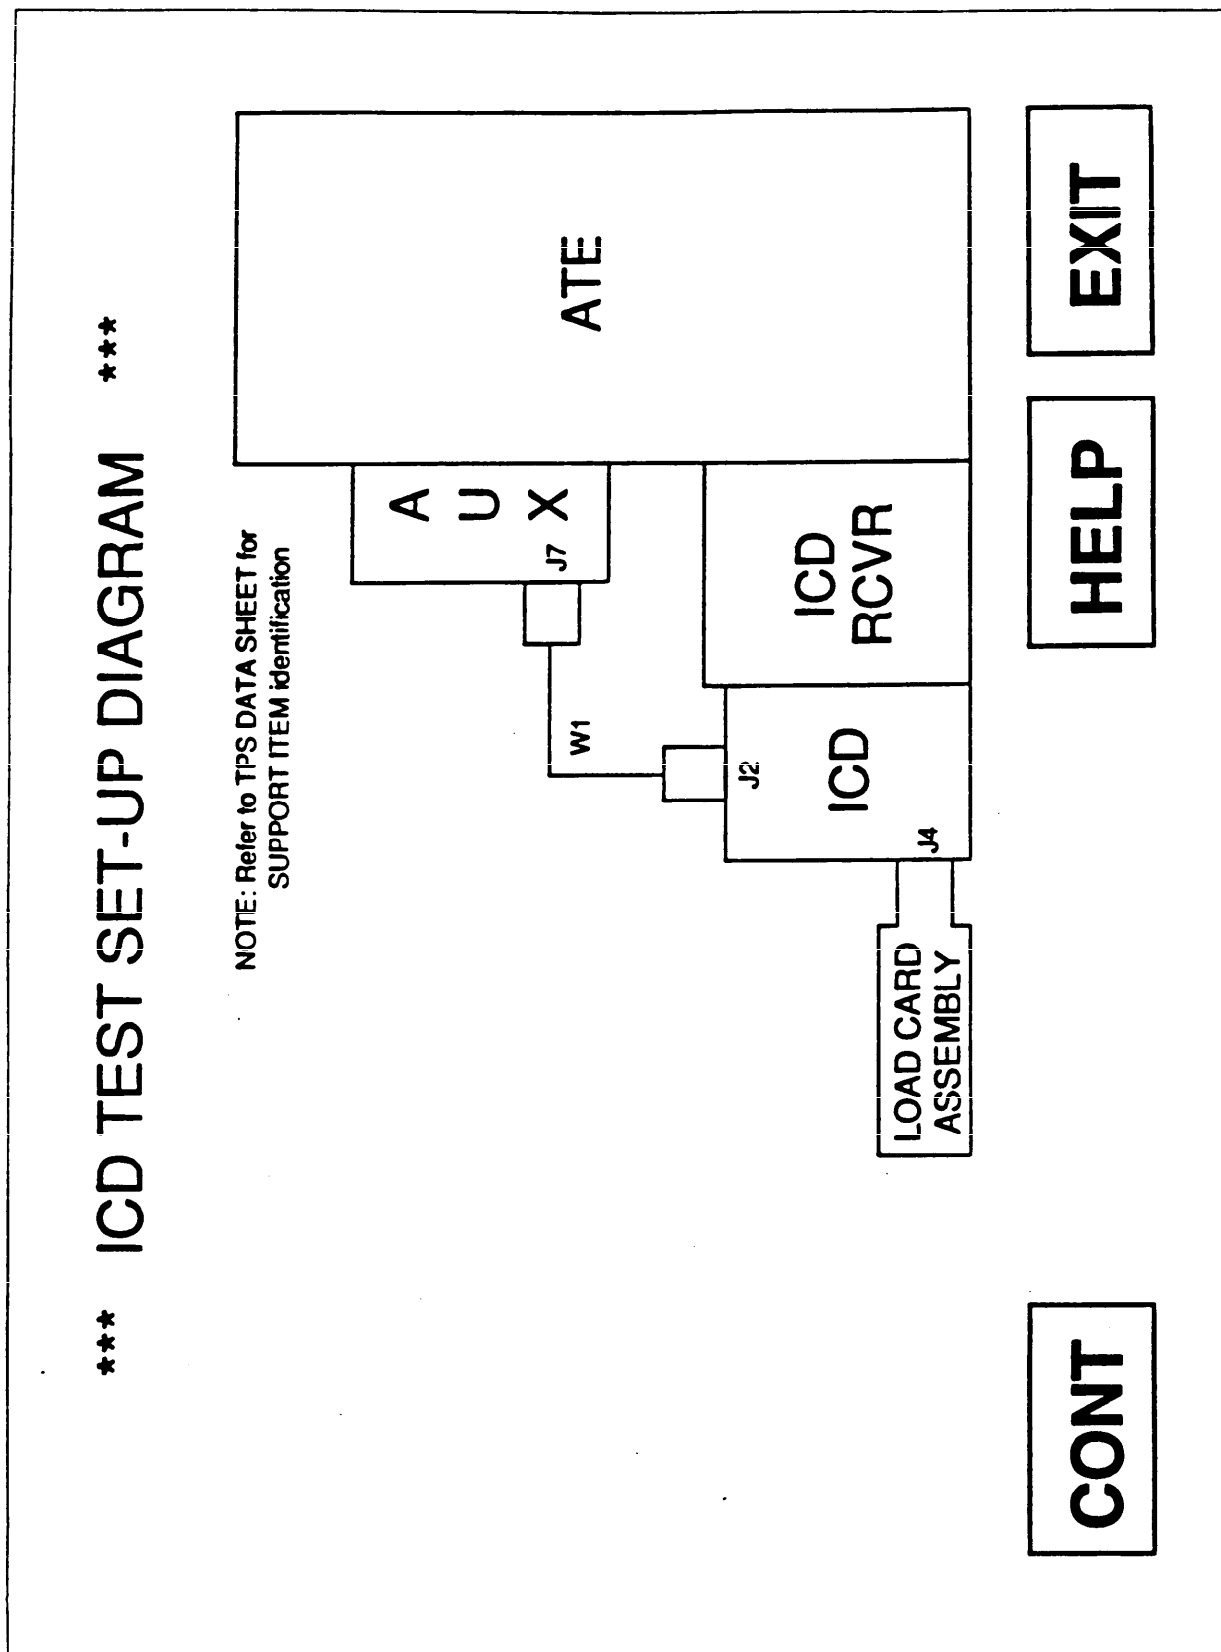 *** ICD TEST SET-UP DIAGRAM ***
NOTE: Refer to TPS DATA SHEET for
SUPPORT ITEM identification
A
U
X
J7
ATE
W1
J2
ICD
J4
ICD
RCVR
LOAD CARD
ASSEMBLY
CONT
HELP
EXIT